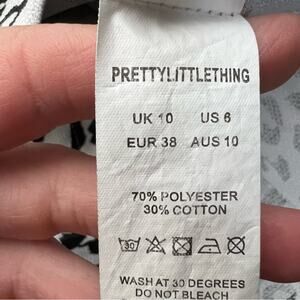 PRETTYLITTLETHING
UK 10 US 6
EUR 38 AUS 10
70% POLYESTER
30% COTTON
30
WASH AT 30 DEGREES
DO NOT BLEACH